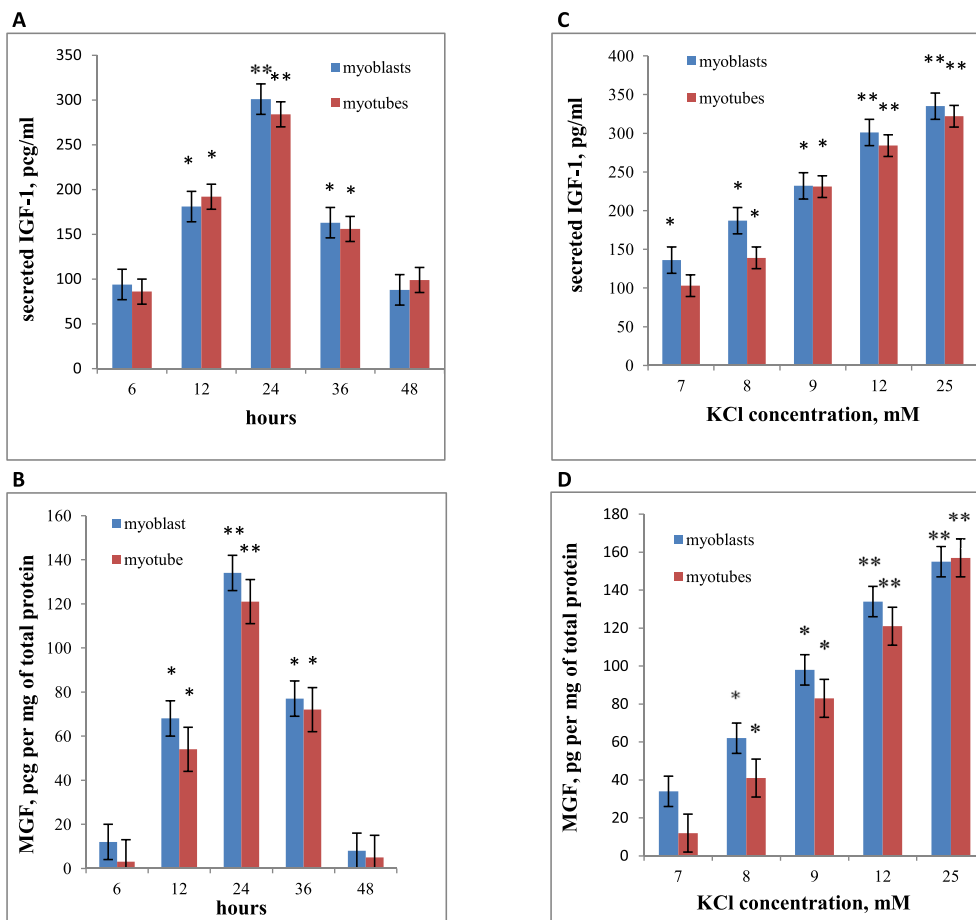 A
350
300
250
200
150
100
50
0
secreted IGF-1, pcg/ml
myoblasts
myotubes
** **
* *
* *
6 12 24 36 48
hours
C
400
350
300
250
200
150
100
50
0
secreted IGF-1, pg/ml
myoblasts
myotubes
** **
** **
* *
* *
*
7 8 9 12 25
KCl concentration, mM
B
160
140
120
100
80
60
40
20
0
MGF, pcg per mg of total protein
myoblast
myotube
** **
* *
* *
6 12 24 36 48
hours
D
180
160
140
120
100
80
60
40
20
0
MGF, pg per mg of total protein
myoblasts
myotubes
** **
** **
* *
* *
7 8 9 12 25
KCl concentration, mM